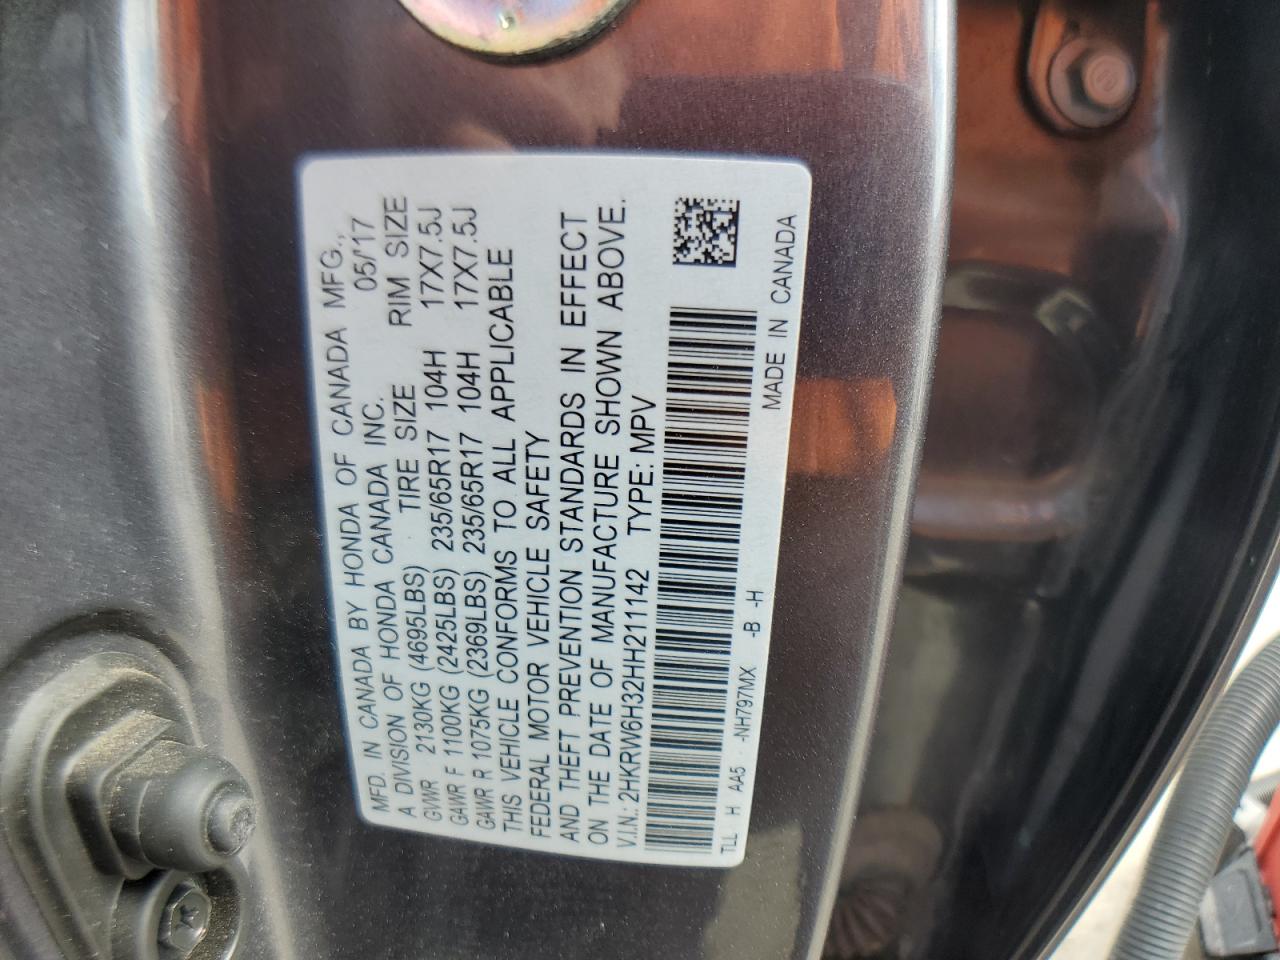 MFD. IN CANADA BY HONDA OF CANADA MFG.,
A DIVISION OF HONDA CANADA INC. 05/17
GVWR 2130KG (4695LBS) TIRE SIZE RIM SIZE
GAWR F 1100KG (2425LBS) 235/65R17 104H 17X7.5J
GAWR R 1075KG (2369LBS) 235/65R17 104H 17X7.5J
THIS VEHICLE CONFORMS TO ALL APPLICABLE
FEDERAL MOTOR VEHICLE SAFETY
AND THEFT PREVENTION STANDARDS IN EFFECT
ON THE DATE OF MANUFACTURE SHOWN ABOVE.
V.I.N.: 2HKRW6H32HH211142 TYPE: MPV
TLL H AA5 -NH797MX -B -H
MADE IN CANADA